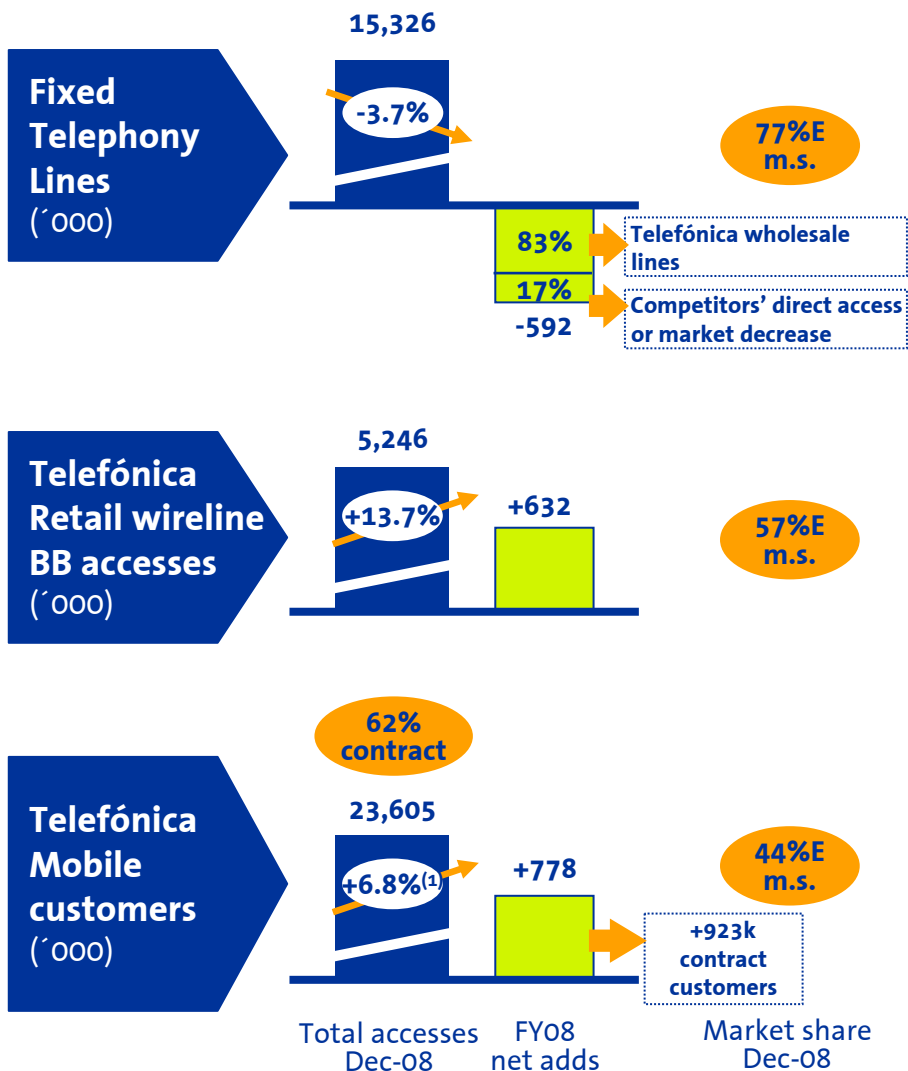 15,326
Fixed
Telephony
Lines
(´000)
-3.7%
77%E
m.s.
83%
17%
-592
Telefónica wholesale
lines
Competitors’ direct access
or market decrease
5,246
Telefónica
Retail wireline
BB accesses
(´000)
+13.7%
+632
57%E
m.s.
62%
contract
23,605
Telefónica
Mobile
customers
(´000)
+6.8%(1)
+778
44%E
m.s.
+923k
contract
customers
Total accesses
Dec-08
FY08
net adds
Market share
Dec-08